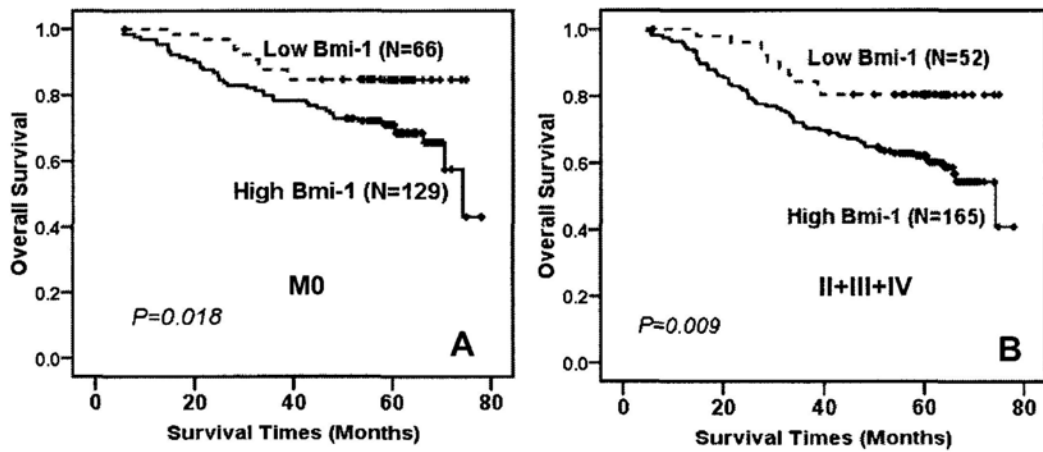 1.0
0.8
0.6
0.4
0.2
0.0
Overall Survival
Low Bmi-1 (N=66)
High Bmi-1 (N=129)
M0
P=0.018
A
0 20 40 60 80
Survival Times (Months)
1.0
0.8
0.6
0.4
0.2
0.0
Overall Survival
Low Bmi-1 (N=52)
High Bmi-1 (N=165)
II+III+IV
P=0.009
B
0 20 40 60 80
Survival Times (Months)